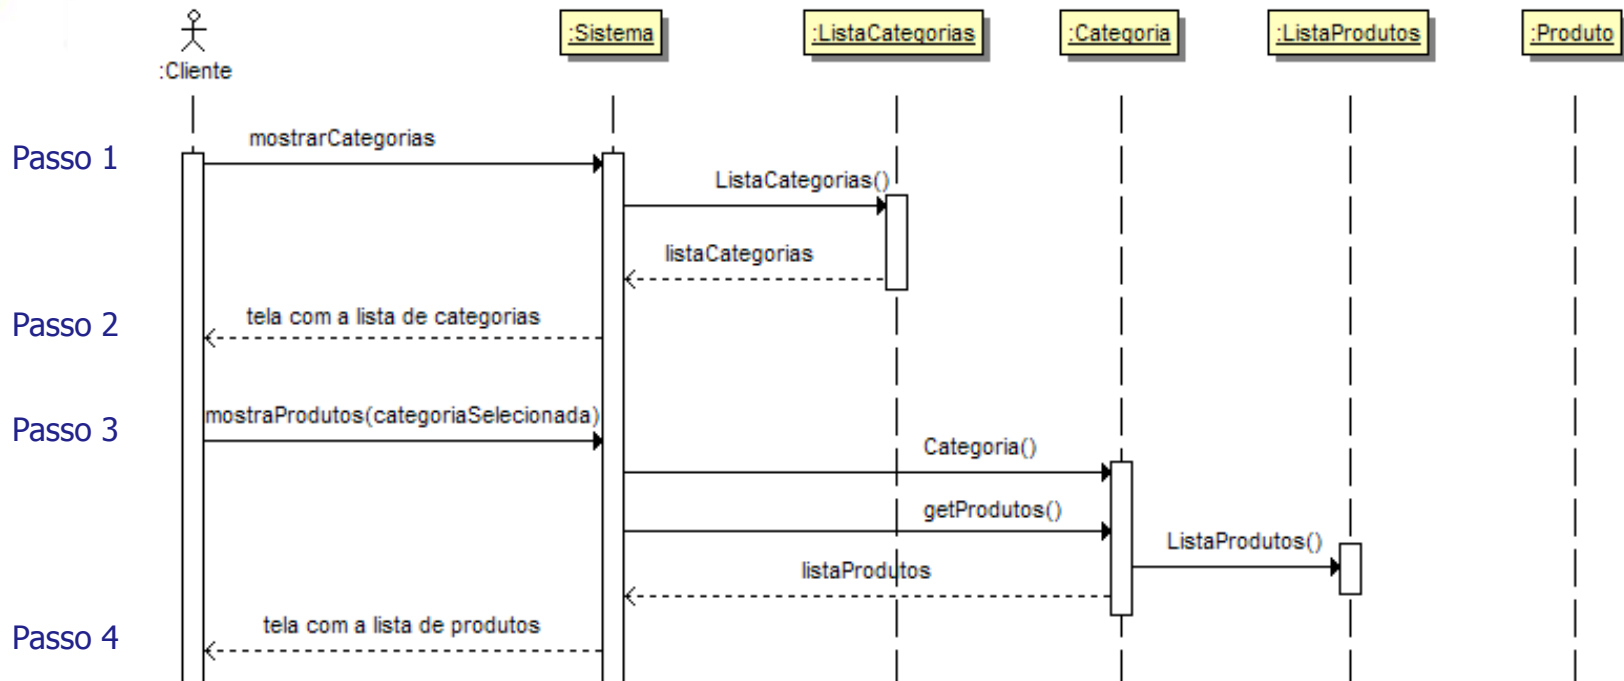 :Cliente
:Sistema
:ListaCategorias
:Categoria
:ListaProdutos
:Produto
Passo 1
mostrarCategorias
ListaCategorias()
listaCategorias
Passo 2
tela com a lista de categorias
Passo 3
mostraProdutos(categoriaSelecionada)
Categoria()
getProdutos()
ListaProdutos()
listaProdutos
Passo 4
tela com a lista de produtos